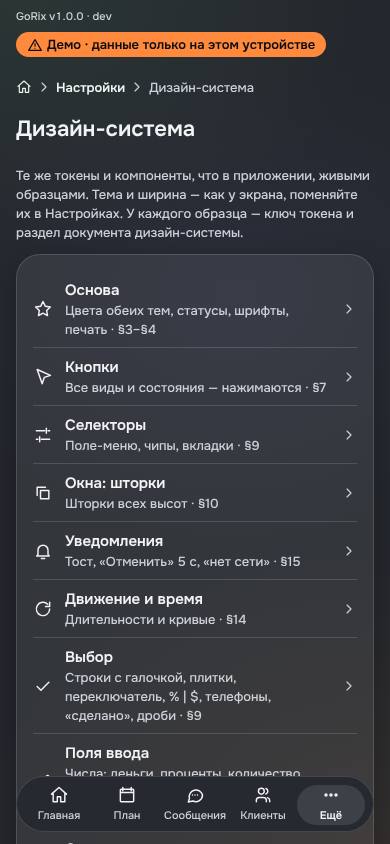 GoRix v1.0.0 · dev
Демо · данные только на этом устройстве
Настройки
Дизайн-система
Дизайн-система
Те же токены и компоненты, что в приложении, живыми
образцами. Тема и ширина — как у экрана, поменяйте
их в Настройках. У каждого образца — ключ токена и
раздел документа дизайн-системы.
Основа
Цвета обеих тем, статусы, шрифты,
печать · §3–§4
Кнопки
Все виды и состояния — нажимаются · §7
Селекторы
Поле-меню, чипы, вкладки · §9
Окна: шторки
Шторки всех высот · §10
Уведомления
Тост, «Отменить» 5 с, «нет сети» · §15
Движение и время
Длительности и кривые · §14
Выбор
Строки с галочкой, плитки,
переключатель, % | $, телефоны,
«сделано», дроби · §9
Поля ввода
Числа: деньги, проценты, количество
Главная
План
Сообщения
Клиенты
Ещё